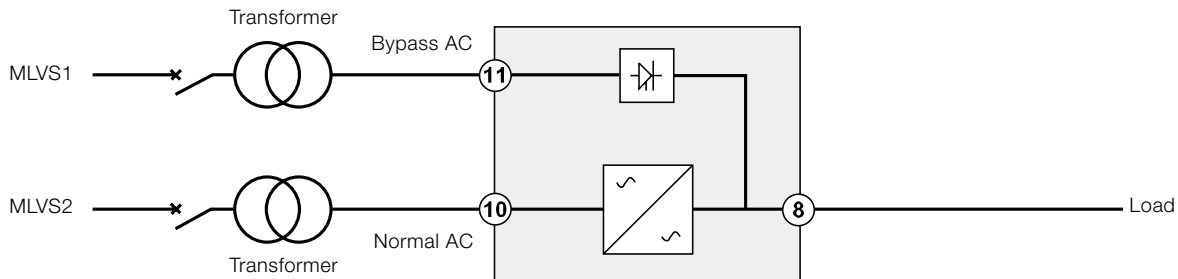 Transformer
MLVS1
Bypass AC
11
MLVS2
10
8
Load
Normal AC
Transformer